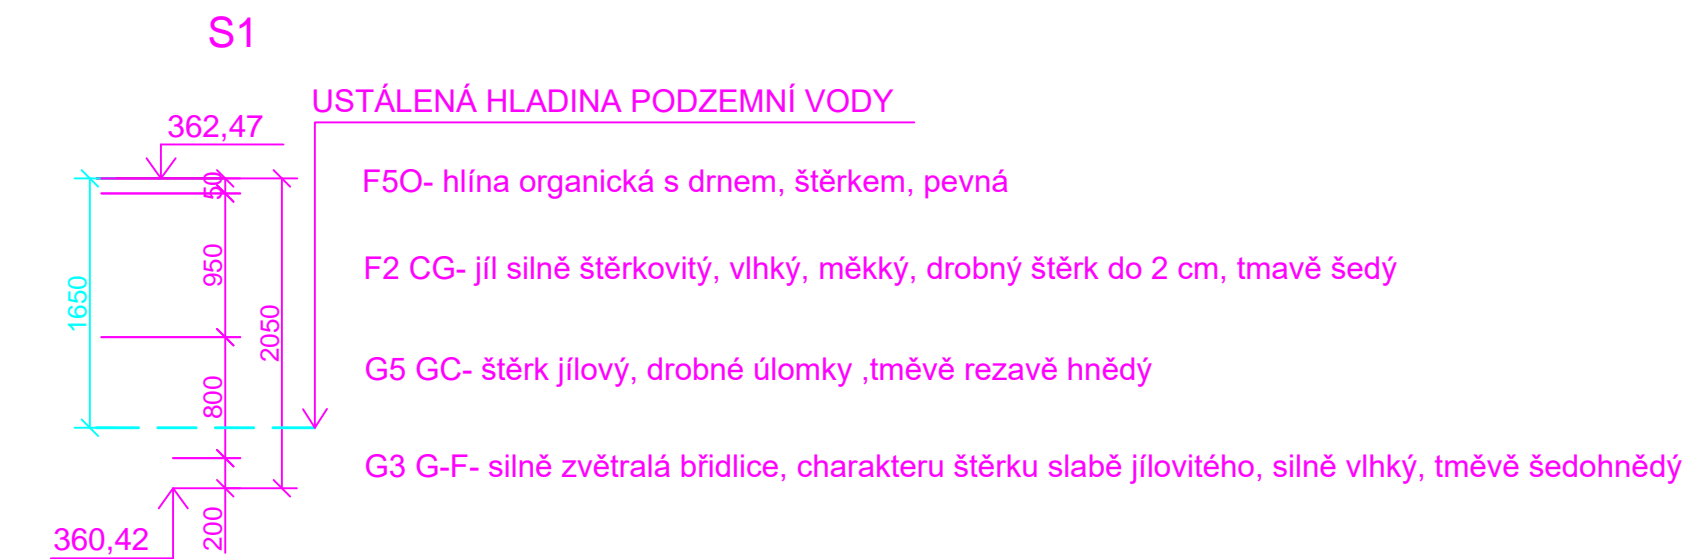 S1
USTÁLENÁ HLADINA PODZEMNÍ VODY
362,47
50
F5O- hlína organická s drnem, štěrkem, pevná
950
F2 CG- jíl silně štěrkovitý, vlhký, měkký, drobný štěrk do 2 cm, tmavě šedý
1650
2050
G5 GC- štěrk jílový, drobné úlomky ,tměvě rezavě hnědý
800
G3 G-F- silně zvětralá břidlice, charakteru štěrku slabě jílovitého, silně vlhký, tměvě šedohnědý
200
360,42